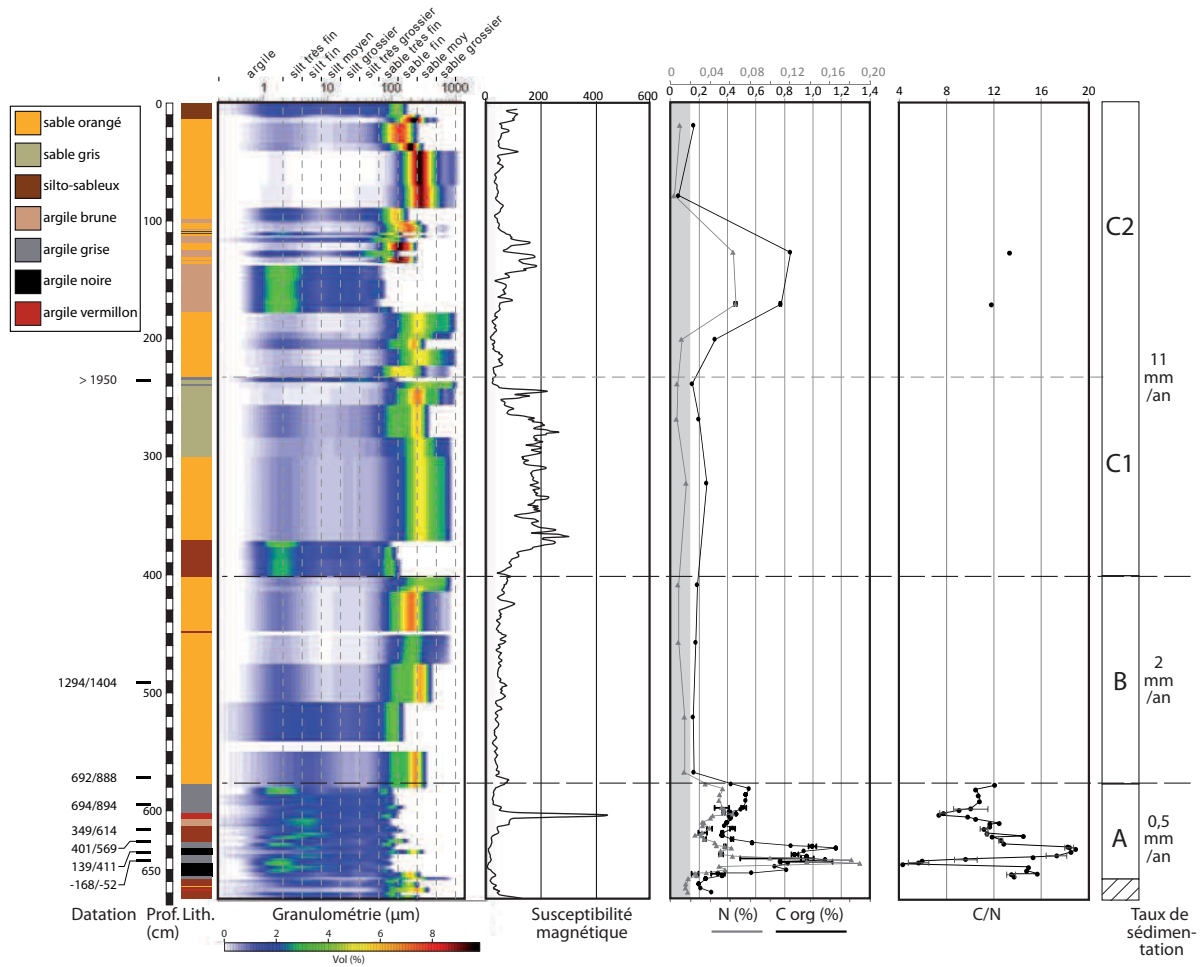 argile
silt très fin
silt fin
silt moyen
silt grossier
silt très grossier
sable très fin
sable fin
sable moy
sable grossier
1 10 100 1000
0 200 400 600
0 0,04 0,08 0,12 0,16 0,20
0 0,2 0,4 0,6 0,8 1,0 1,2 1,4
4 8 12 16 20
sable orangé
sable gris
silto-sableux
argile brune
argile grise
argile noire
argile vermillon
0
100
200
300
400
500
600
650
> 1950
1294/1404
692/888
694/894
349/614
401/569
139/411
-168/-52
C2
C1
B
A
11
mm
/an
2
mm
/an
0,5
mm
/an
Datation
Prof.
(cm)
Lith.
Granulométrie (µm)
0 2 4 6 8
Vol (%)
Susceptibilité
magnétique
N (%)
C org (%)
C/N
Taux de
sédimen-
tation